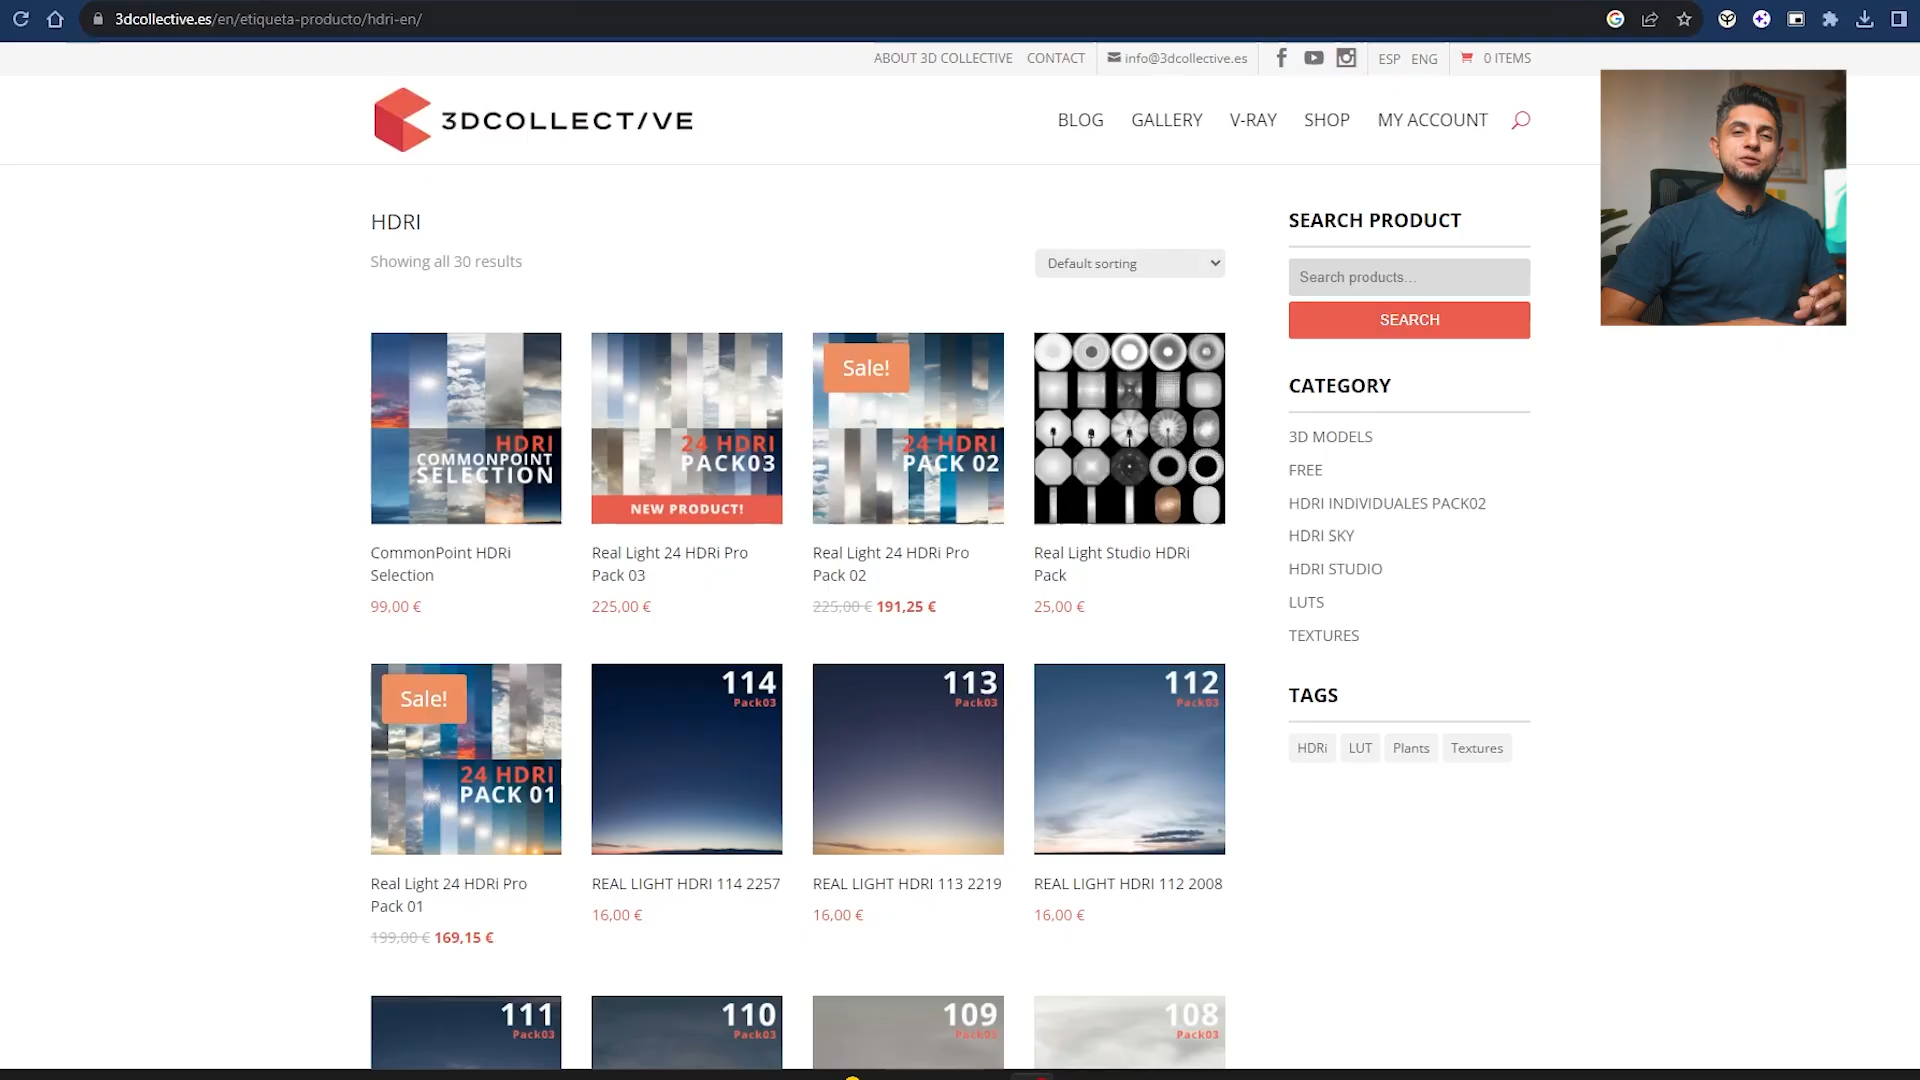 3dcollective.es/en/etiqueta-producto/hdri-en/
ABOUT 3D COLLECTIVE CONTACT info@3dcollective.es ESP ENG 0 ITEMS
3DCOLLECT/VE
BLOG GALLERY V-RAY SHOP MY ACCOUNT
HDRI
Showing all 30 results
Default sorting
HDRI
COMMONPOINT
SELECTION
24 HDRI
PACK03
NEW PRODUCT!
Sale!
24 HDRI
PACK 02
CommonPoint HDRi
Selection
99,00 €
Real Light 24 HDRi Pro
Pack 03
225,00 €
Real Light 24 HDRi Pro
Pack 02
225,00 € 191,25 €
Real Light Studio HDRi
Pack
25,00 €
Sale!
24 HDRI
PACK 01
114
Pack03
113
Pack03
112
Pack03
Real Light 24 HDRi Pro
Pack 01
199,00 € 169,15 €
REAL LIGHT HDRI 114 2257
16,00 €
REAL LIGHT HDRI 113 2219
16,00 €
REAL LIGHT HDRI 112 2008
16,00 €
111
Pack03
110
Pack03
109
Pack03
108
Pack03
SEARCH PRODUCT
Search products...
SEARCH
CATEGORY
3D MODELS
FREE
HDRI INDIVIDUALES PACK02
HDRI SKY
HDRI STUDIO
LUTS
TEXTURES
TAGS
HDRi LUT Plants Textures